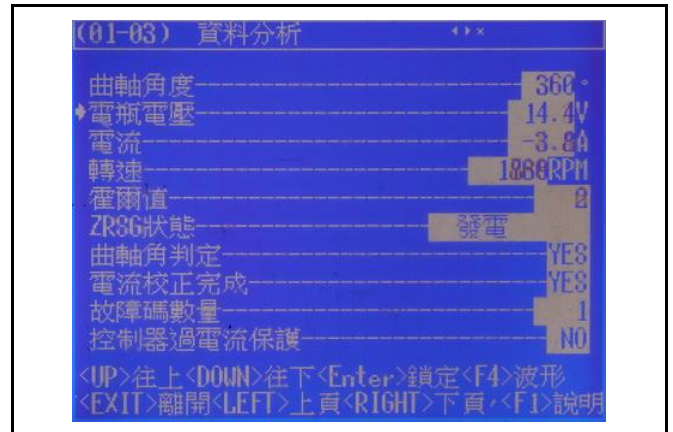 (01-03) 資料分析
曲軸角度 360°
電瓶電壓 14.4V
電流 -3.8A
轉速 RPM
霍爾值
ZRSG狀態 發電
曲軸角判定 YES
電流校正完成 YES
故障碼數量 1
控制器過電流保護 NO
<UP>往上<DOWN>往下<Enter>鎖定<F4>波形
<EXIT>離開<LEFT>上頁<RIGHT>下頁,<F1>說明